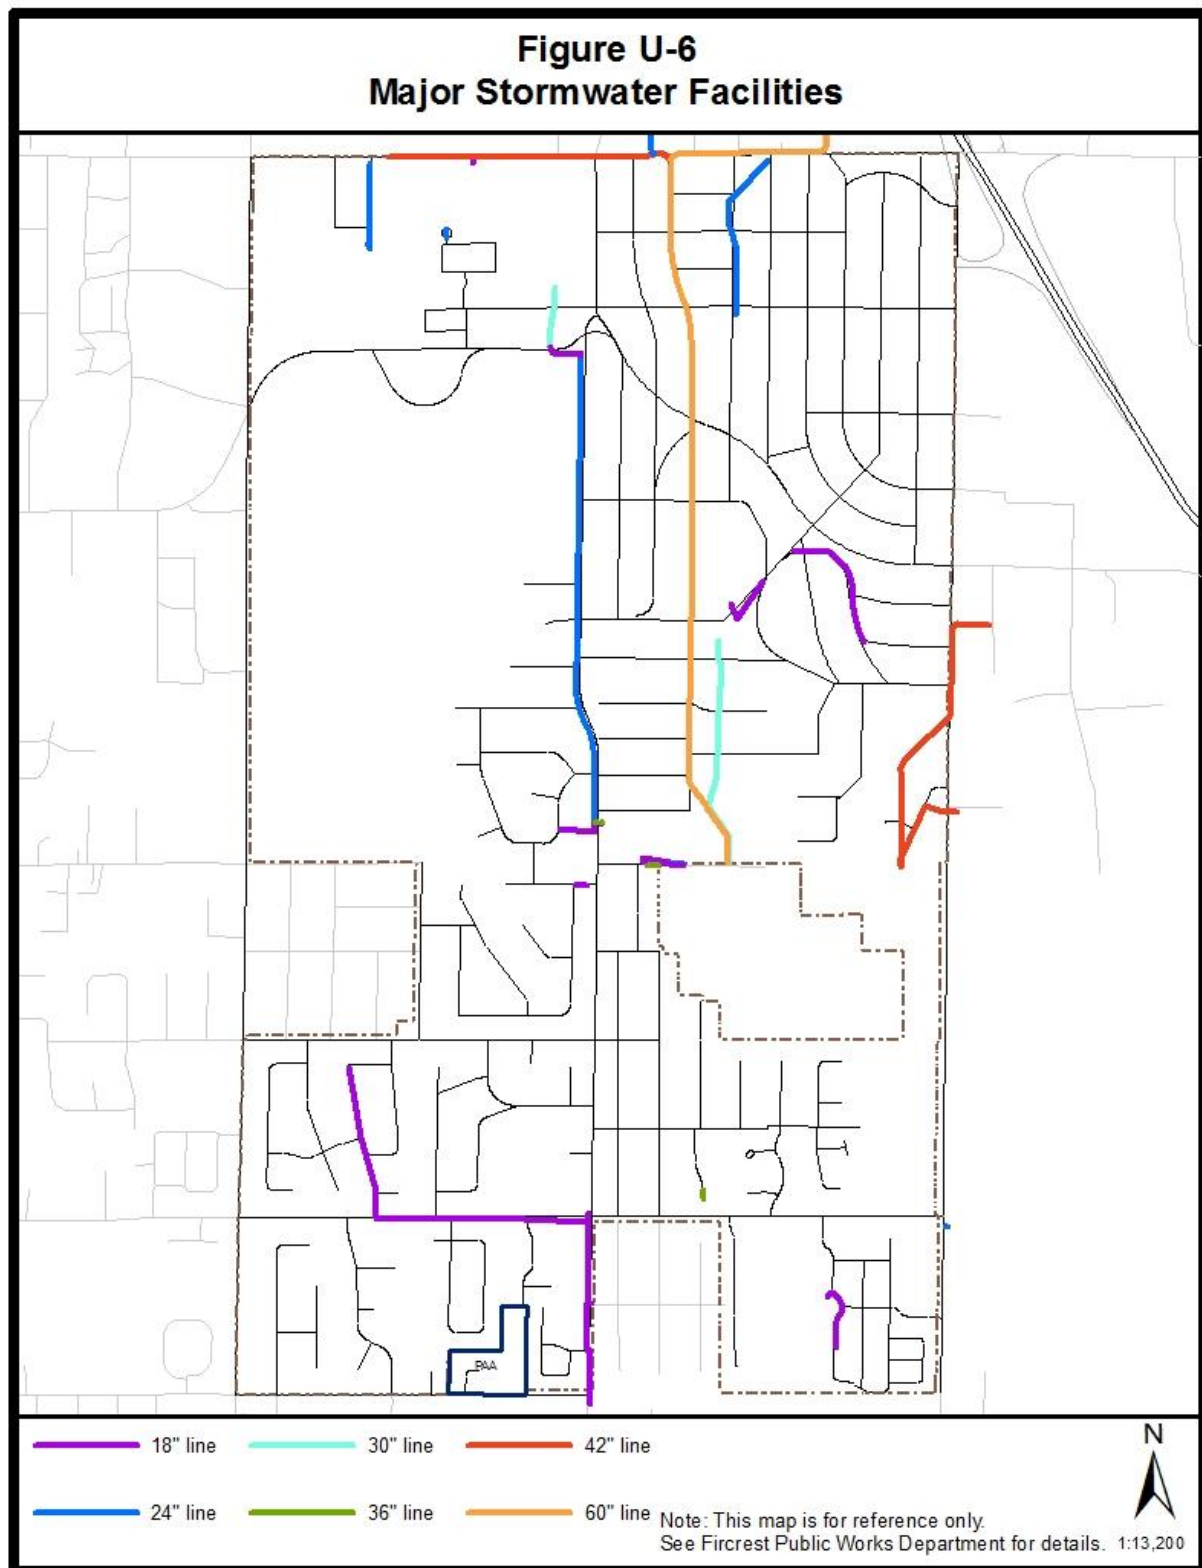 Figure U-6
Major Stormwater Facilities
PAA
18" line
30" line
42" line
24" line
36" line
60" line
N
Note: This map is for reference only.
See Fircrest Public Works Department for details. 1:13,200